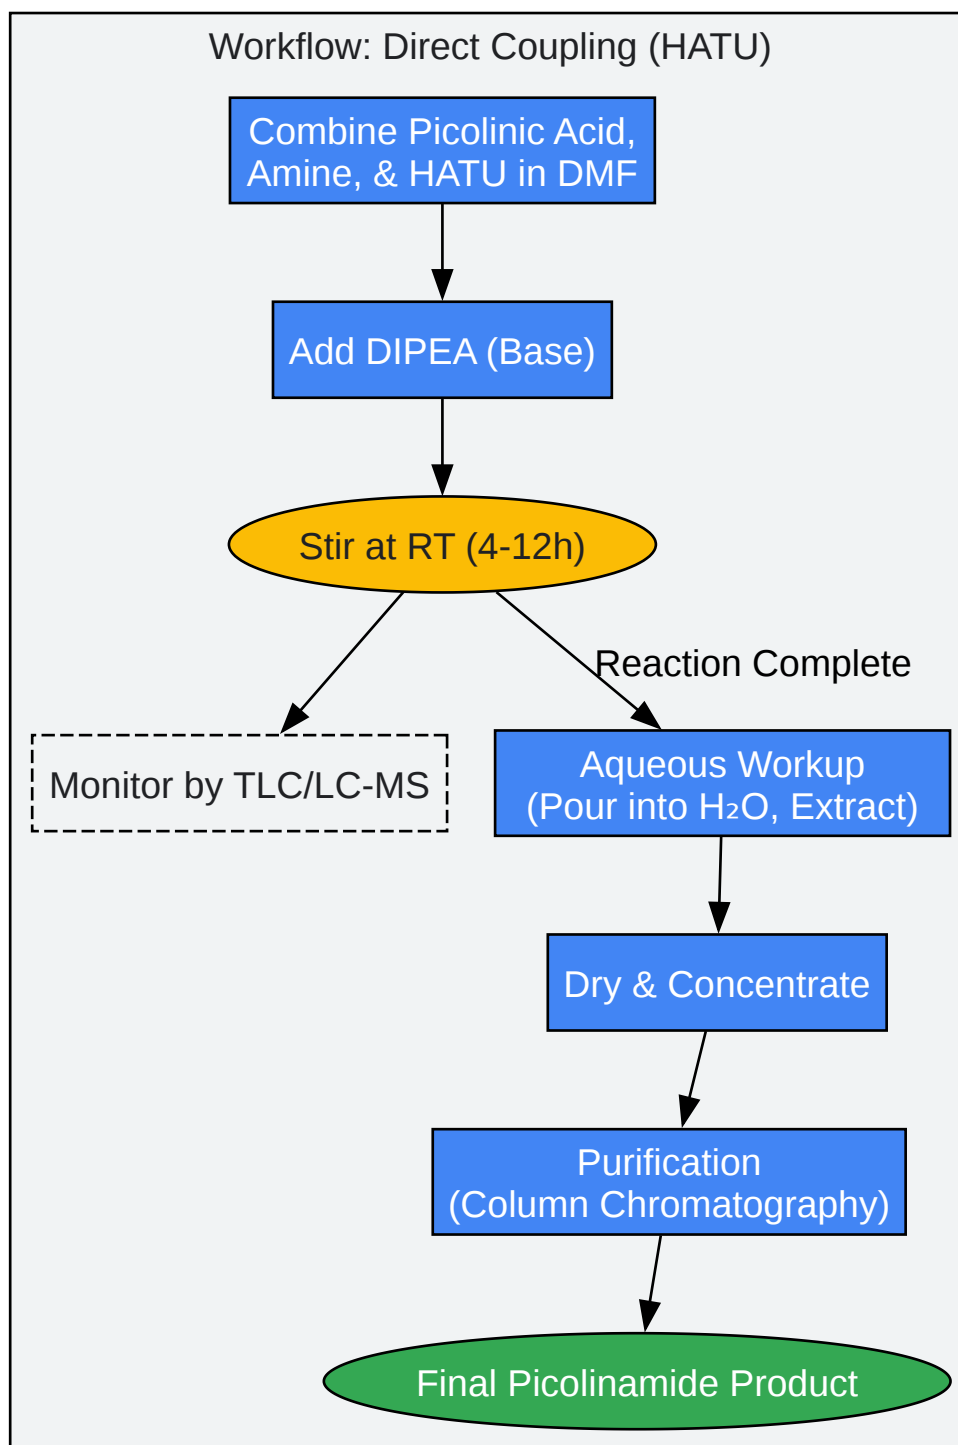 Workflow: Direct Coupling (HATU)
Combine Picolinic Acid,
Amine, & HATU in DMF
Add DIPEA (Base)
Stir at RT (4-12h)
Reaction Complete
Monitor by TLC/LC-MS
Aqueous Workup
(Pour into H₂O, Extract)
Dry & Concentrate
Purification
(Column Chromatography)
Final Picolinamide Product